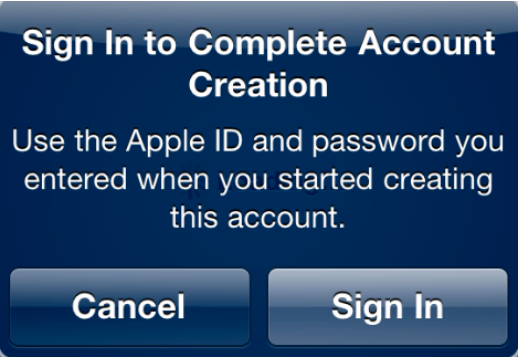 Sign In to Complete Account
Creation
Use the Apple ID and password you
entered when you started creating
this account.
Cancel
Sign In